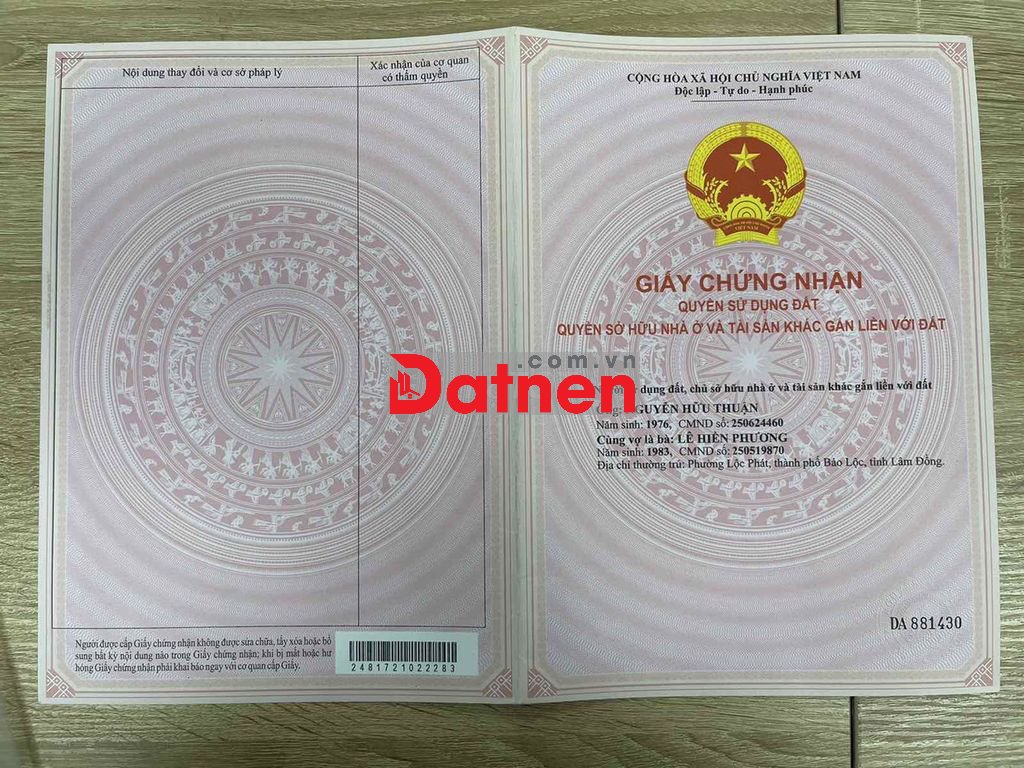 Nội dung thay đổi và cơ sở pháp lý
Xác nhận của cơ quan
có thẩm quyền
Người được cấp Giấy chứng nhận không được sửa chữa, tẩy xóa hoặc bổ
sung bất kỳ nội dung nào trong Giấy chứng nhận; khi bị mất hoặc hư
hỏng Giấy chứng nhận phải khai báo ngay với cơ quan cấp Giấy.
2481721022283
CỘNG HÒA XÃ HỘI CHỦ NGHĨA VIỆT NAM
Độc lập - Tự do - Hạnh phúc
VIỆT NAM
GIẤY CHỨNG NHẬN
QUYỀN SỬ DỤNG ĐẤT
QUYỀN SỞ HỮU NHÀ Ở VÀ TÀI SẢN KHÁC GẮN LIỀN VỚI ĐẤT
.com.vn
Datnen
dụng đất, chủ sở hữu nhà ở và tài sản khác gắn liền với đất
NGUYỄN HỮU THUẬN
Năm sinh: 1976, CMND số: 250624460
Cùng vợ là bà: LÊ HIỀN PHƯƠNG
Năm sinh: 1983, CMND số: 250519870
Địa chỉ thường trú: Phường Lộc Phát, thành phố Bảo Lộc, tỉnh Lâm Đồng.
DA 881430